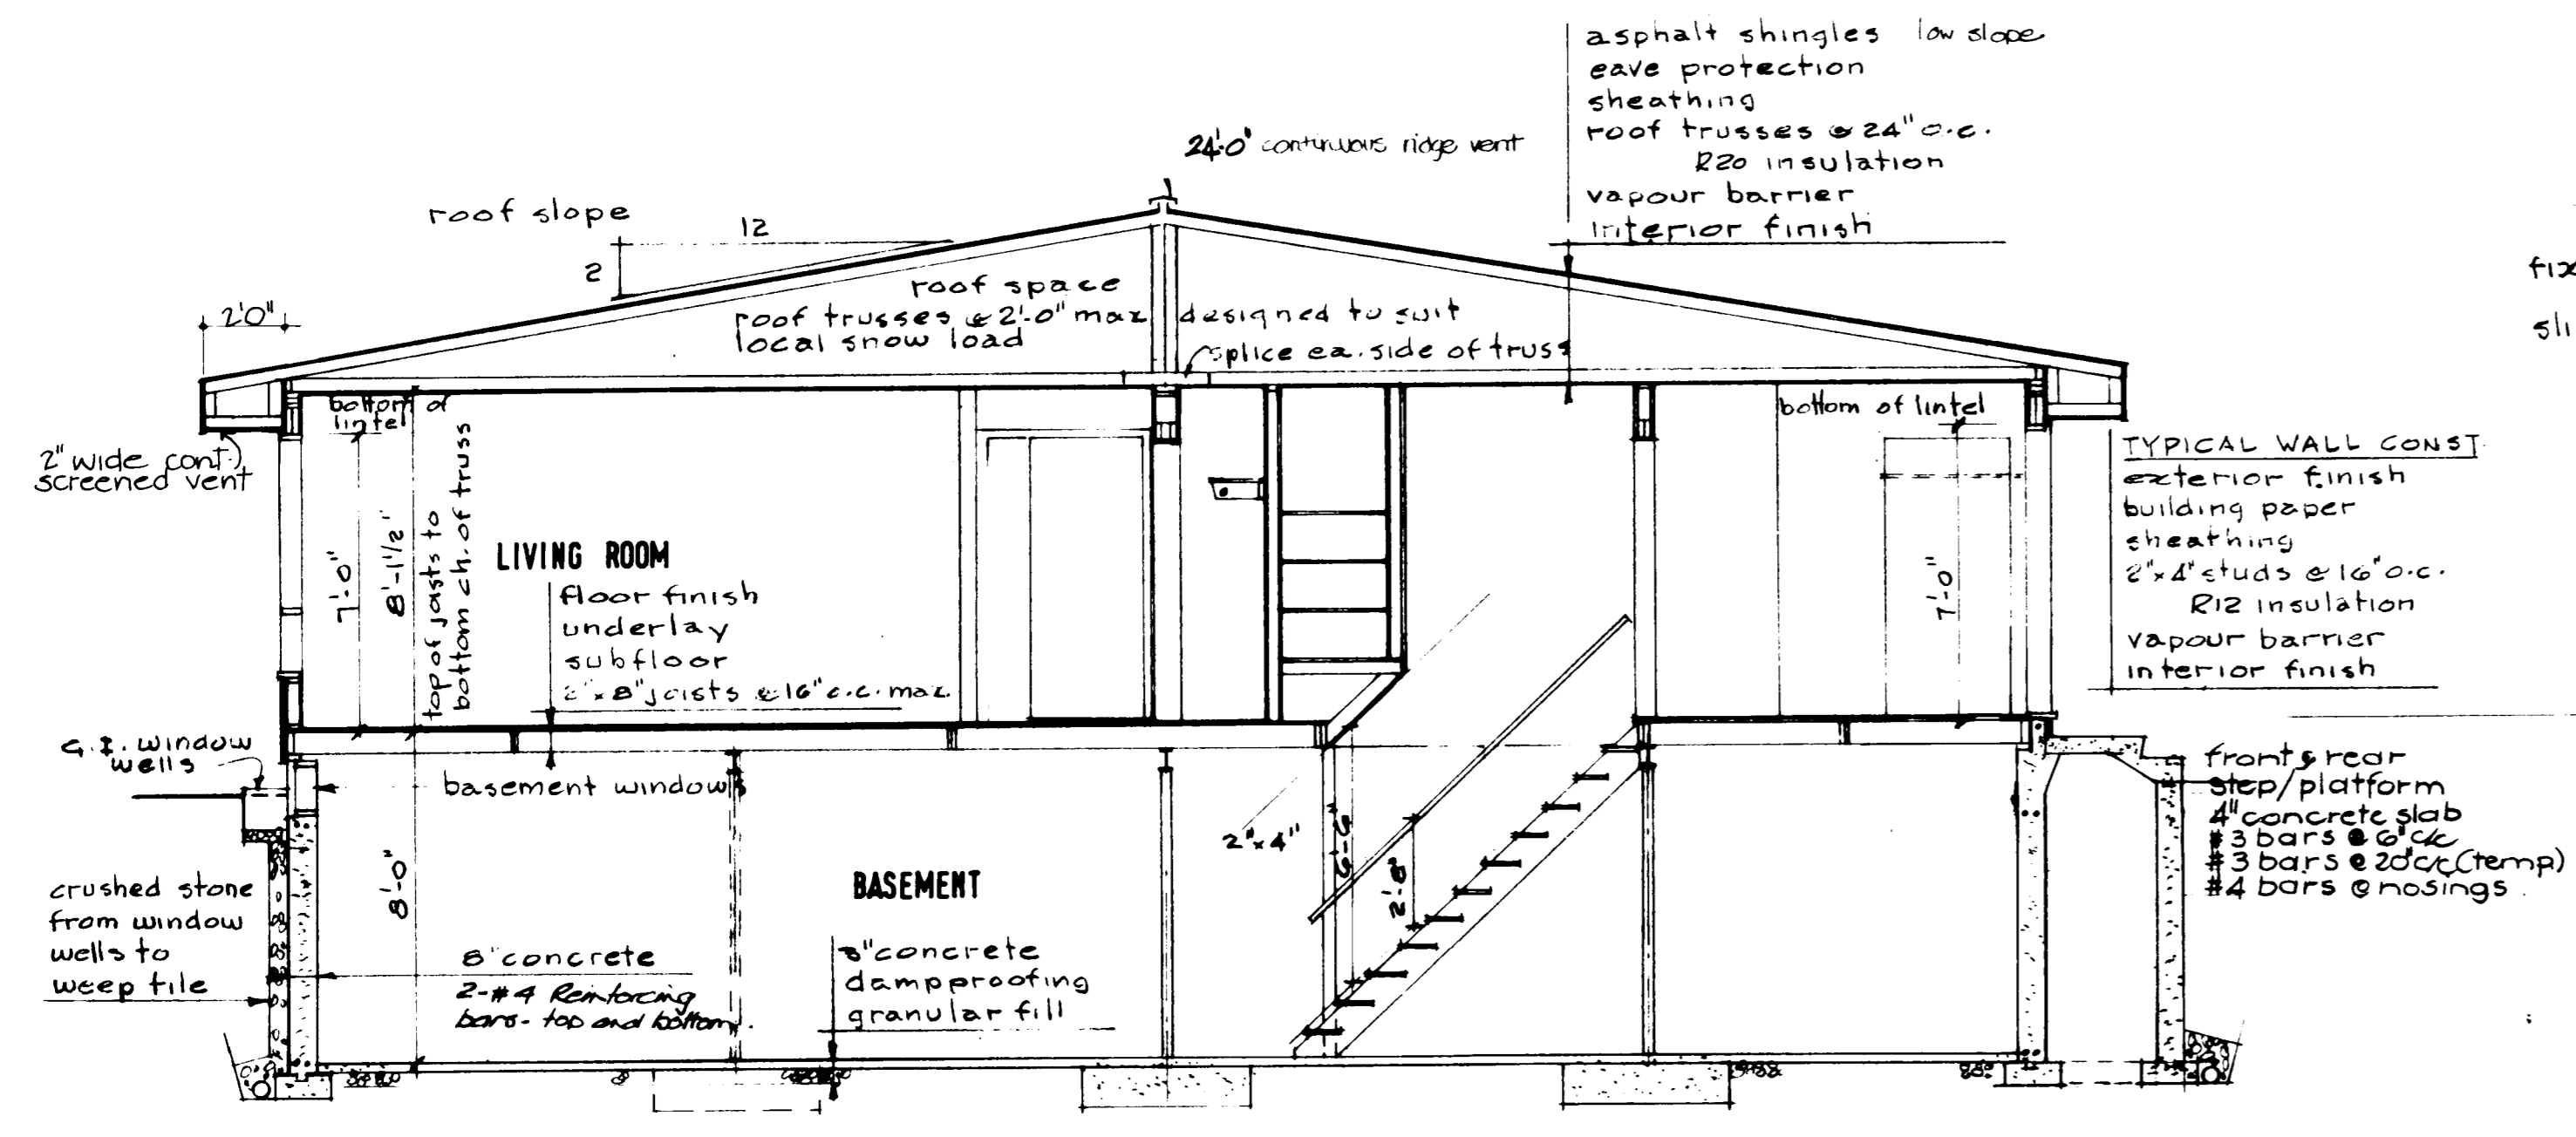 asphalt shingles low slope
eave protection
sheathing
roof trusses @ 24" o.c.
R20 insulation
vapour barrier
interior finish
24'-0" continuous ridge vent
roof slope
12
2
2'0"
roof space
roof trusses @ 2'-0" max designed to suit
local snow load
splice ea. side of truss
fix
sli
bottom of
lintel
bottom of lintel
2" wide cont.
screened vent
7'-0"
8'-1 1/2"
top of joists to
bottom ch. of truss
LIVING ROOM
floor finish
underlay
subfloor
2"x8" joists @ 16" o.c. max.
7'-0"
TYPICAL WALL CONST.
exterior finish
building paper
sheathing
2"x4" studs @ 16" o.c.
R12 insulation
vapour barrier
interior finish
G.I. window
wells
basement windows
crushed stone
from window
wells to
weep tile
8'-0"
8" concrete
2-#4 Reinforcing
bars - top and bottom.
BASEMENT
3" concrete
dampproofing
granular fill
2"x4"
2'-8"
front & rear
step/platform
4" concrete slab
#3 bars @ 6" c/c
#3 bars @ 20" c/c (temp)
#4 bars @ nosings